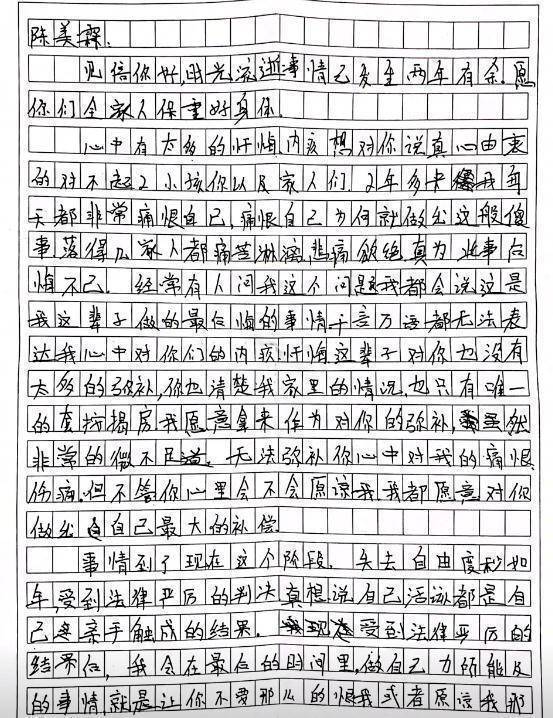 陈美霖.
见信你好,时光流逝事情已发生两年有余.愿
你们全家人保重好身体.
心中有太多的忏悔内疚想对你说真心由衷
的对不起2小孩你以及家人们,2年多来我每
天都非常痛恨自己,痛恨自己为何就做出这般傻
事落得几家人都痛苦淋漓,悲痛欲绝真为此事后
悔不已. 经常有人问我这个问题我都会说这是
我这辈子做的最后悔的事情千言万语都无法表
达我心中对你们的内疚忏悔这辈子对你也没有
太多的弥补,你也清楚我家里的情况,也只有唯一
的套按揭房我愿意拿来作为对你的弥补,虽然
非常的微不足道. 无法弥补你心中对我的痛恨
伤痛.但不管你心里会不会原谅我,我都愿意对你
做出自己最大的补偿.
事情到了现在这个阶段. 失去自由度秒如
年,受到法律严厉的判决真想说自己活该都是自
己亲手触成的结果. 我现在受到法律严厉的
结果后, 我会在最后的时间里,做自己力所能及
的事情,就是让你不要那么的恨我或者原谅我那